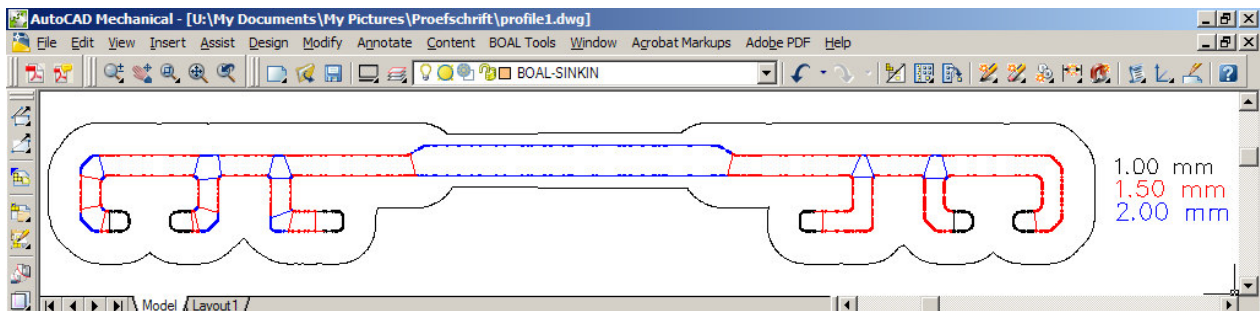 AutoCAD Mechanical - [U:\My Documents\My Pictures\Proefschrift\profile1.dwg]
File Edit View Insert Assist Design Modify Annotate Content BOAL Tools Window Acrobat Markups Adobe PDF Help
BOAL-SINKIN
1.00 mm
1.50 mm
2.00 mm
Model Layout1